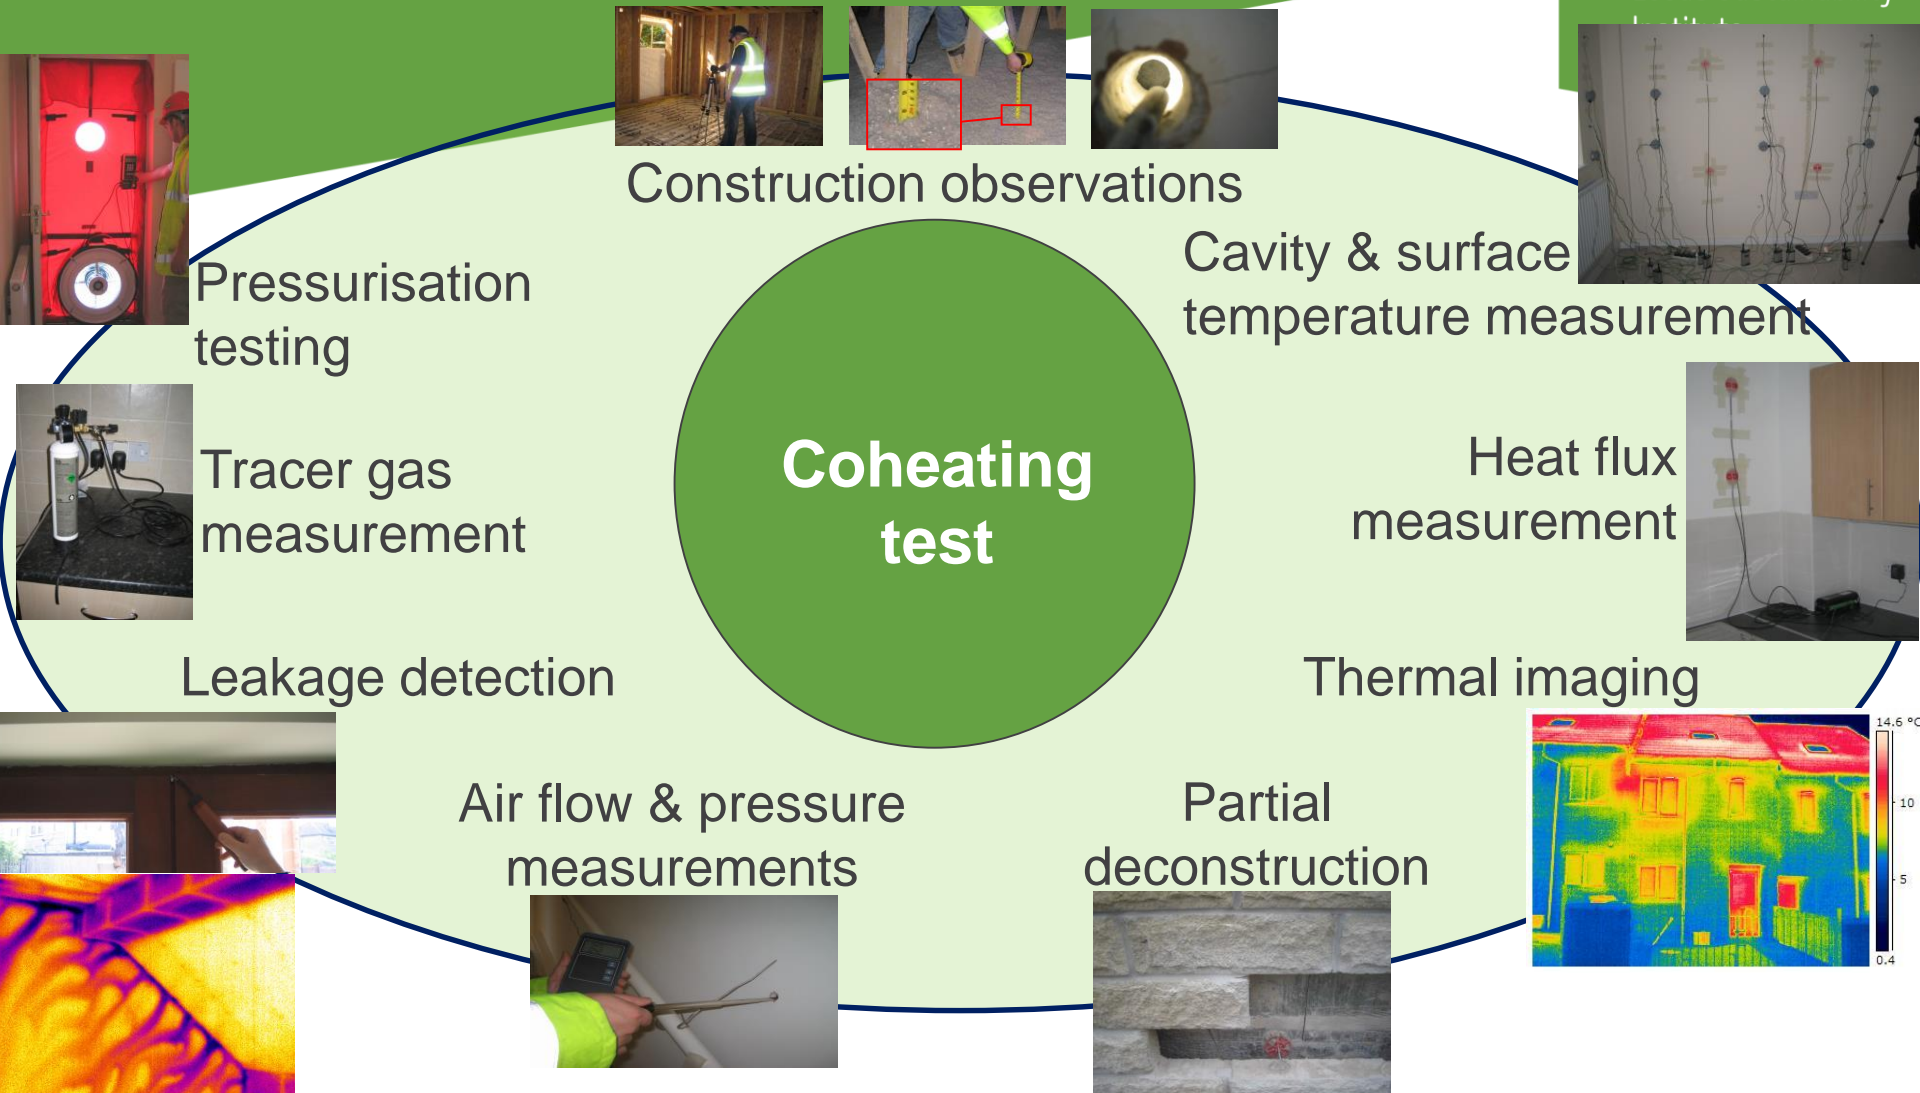 Construction observations
Cavity & surface
temperature measurement
Pressurisation
testing
Coheating
test
Heat flux
measurement
Tracer gas
measurement
Leakage detection
Thermal imaging
14.6 °C
10
5
0.4
Air flow & pressure
measurements
Partial
deconstruction